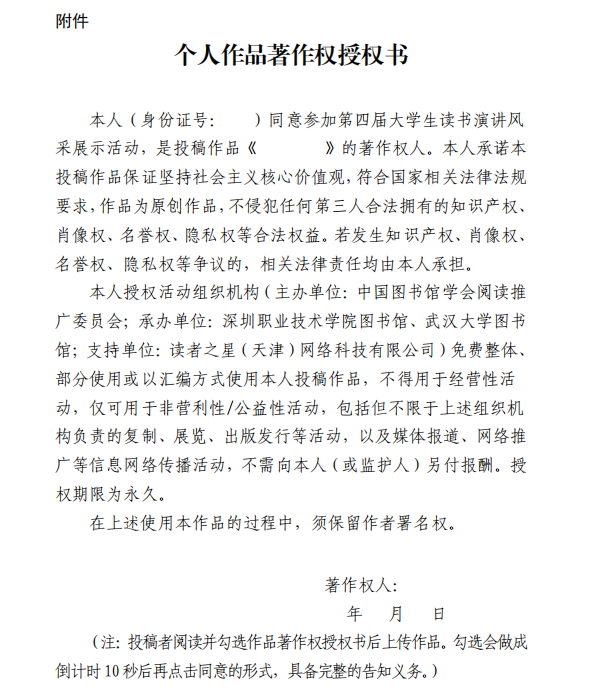 附件
个人作品著作权授权书
本人（身份证号：　　）同意参加第四届大学生读书演讲风
采展示活动，是投稿作品《　　　　》的著作权人。本人承诺本
投稿作品保证坚持社会主义核心价值观，符合国家相关法律法规
要求，作品为原创作品，不侵犯任何第三人合法拥有的知识产权、
肖像权、名誉权、隐私权等合法权益。若发生知识产权、肖像权、
名誉权、隐私权等争议的，相关法律责任均由本人承担。
本人授权活动组织机构（主办单位：中国图书馆学会阅读推
广委员会；承办单位：深圳职业技术学院图书馆、武汉大学图书
馆；支持单位：读者之星（天津）网络科技有限公司）免费整体、
部分使用或以汇编方式使用本人投稿作品，不得用于经营性活
动，仅可用于非营利性/公益性活动，包括但不限于上述组织机
构负责的复制、展览、出版发行等活动，以及媒体报道、网络推
广等信息网络传播活动，不需向本人（或监护人）另付报酬。授
权期限为永久。
在上述使用本作品的过程中，须保留作者署名权。
著作权人：
年　月　日
（注：投稿者阅读并勾选作品著作权授权书后上传作品。勾选会做成
倒计时10秒后再点击同意的形式，具备完整的告知义务。）